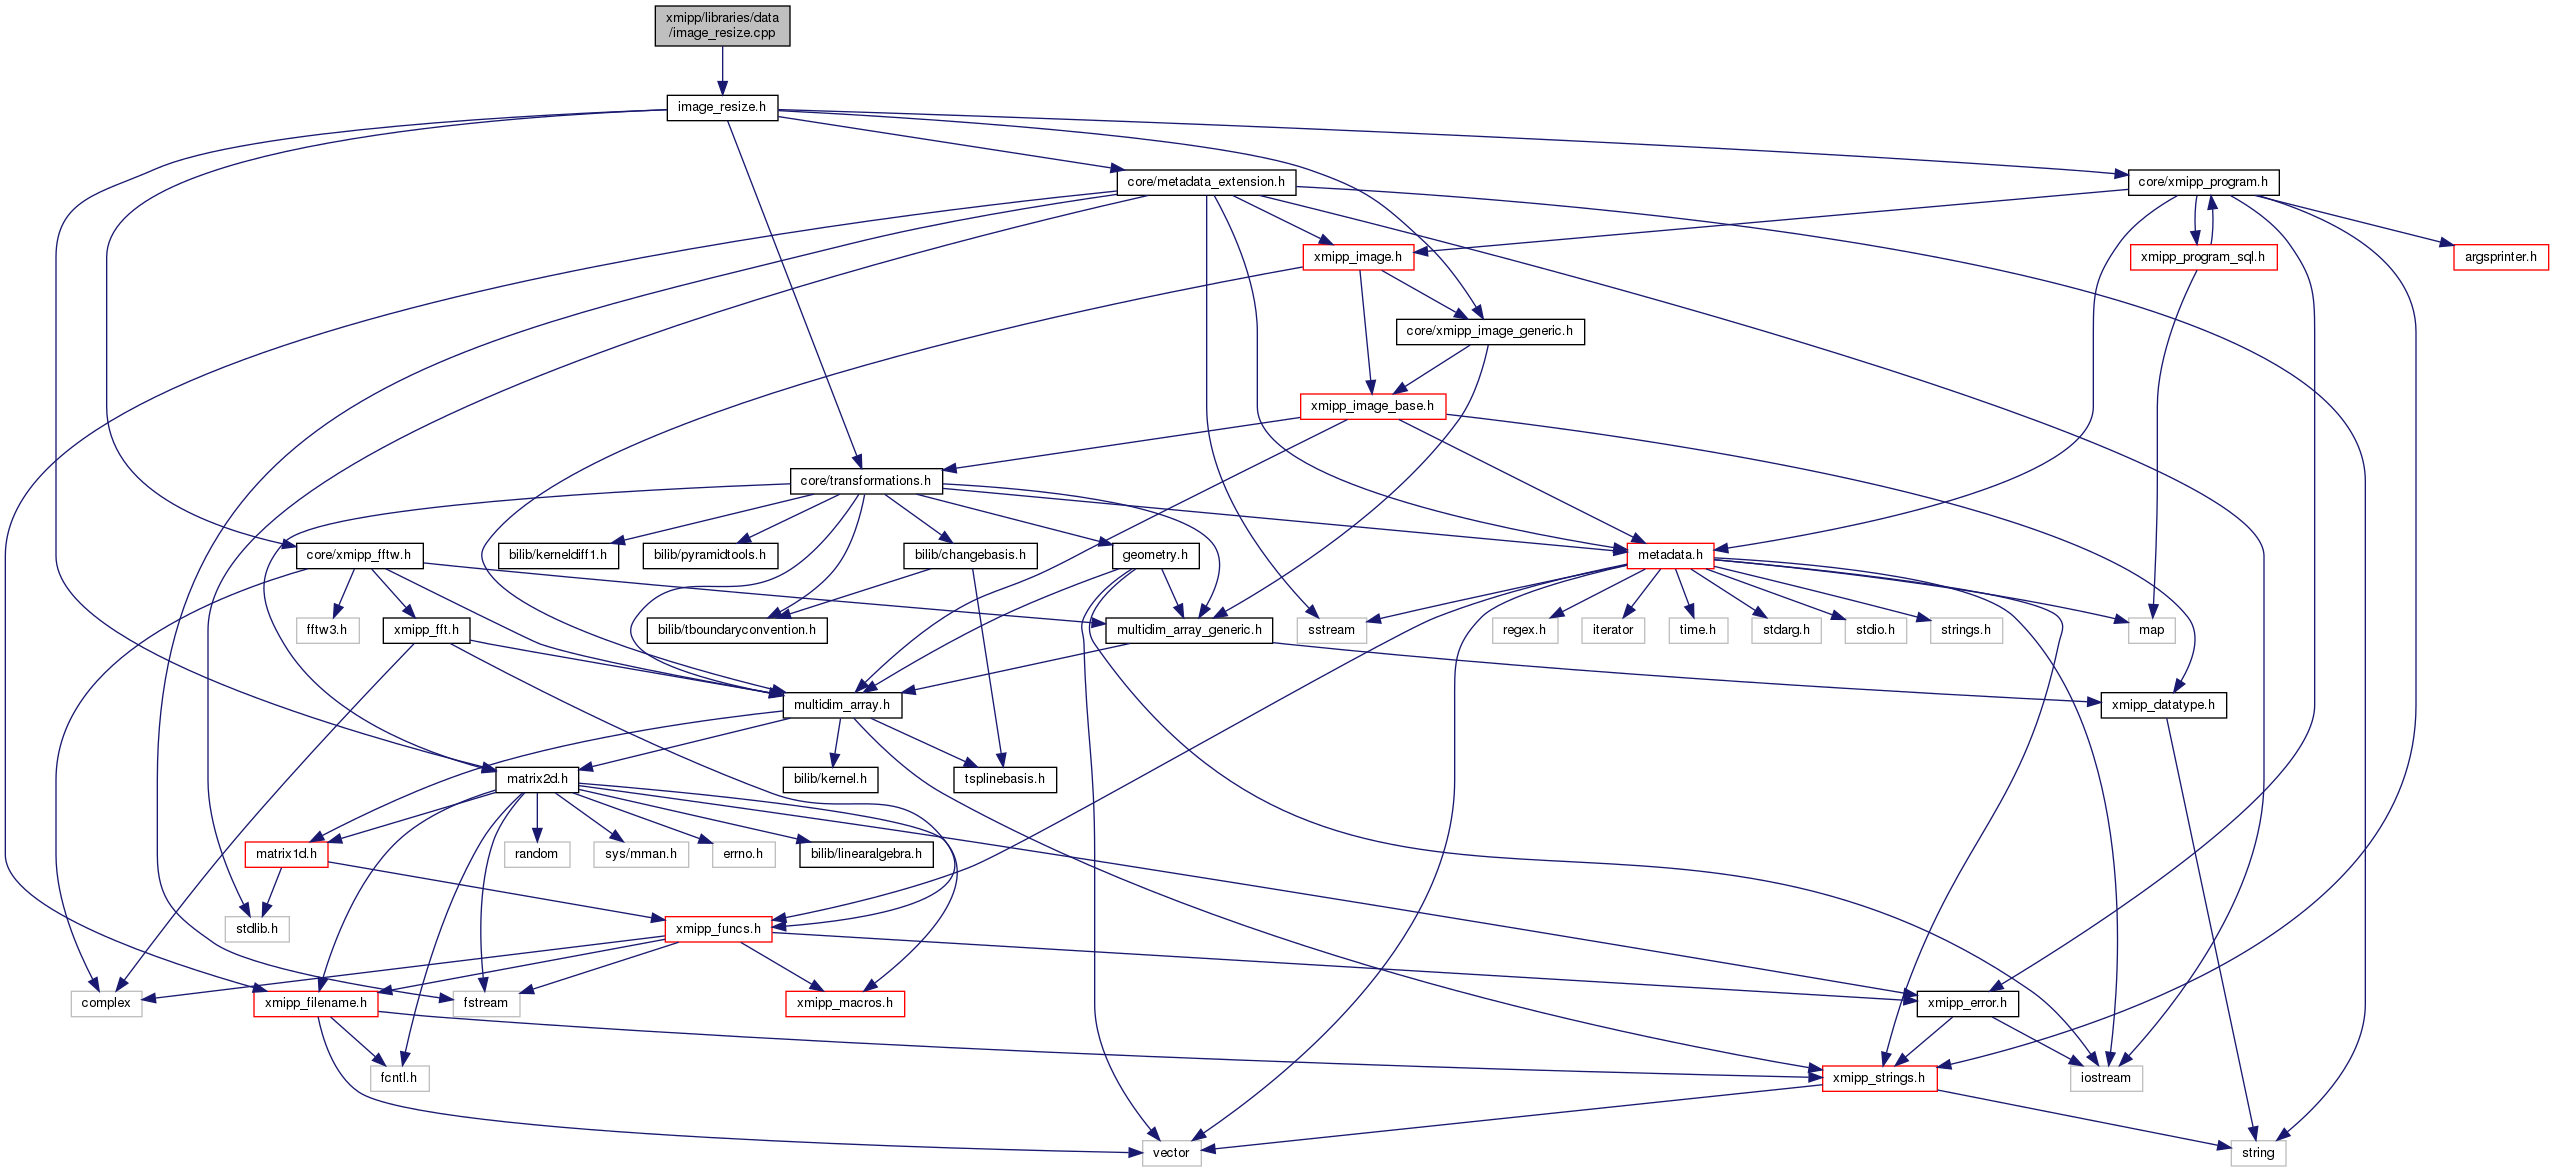 xmipp/libraries/data
/image_resize.cpp
image_resize.h
core/metadata_extension.h
core/xmipp_program.h
xmipp_image.h
xmipp_program_sql.h
argsprinter.h
core/xmipp_image_generic.h
xmipp_image_base.h
core/transformations.h
core/xmipp_fftw.h
bilib/kerneldiff1.h
bilib/pyramidtools.h
bilib/changebasis.h
geometry.h
metadata.h
fftw3.h
xmipp_fft.h
bilib/tboundaryconvention.h
multidim_array_generic.h
sstream
regex.h
iterator
time.h
stdarg.h
stdio.h
strings.h
map
multidim_array.h
xmipp_datatype.h
matrix2d.h
bilib/kernel.h
tsplinebasis.h
matrix1d.h
random
sys/mman.h
errno.h
bilib/linearalgebra.h
stdlib.h
xmipp_funcs.h
complex
xmipp_filename.h
fstream
xmipp_macros.h
xmipp_error.h
fcntl.h
xmipp_strings.h
iostream
vector
string